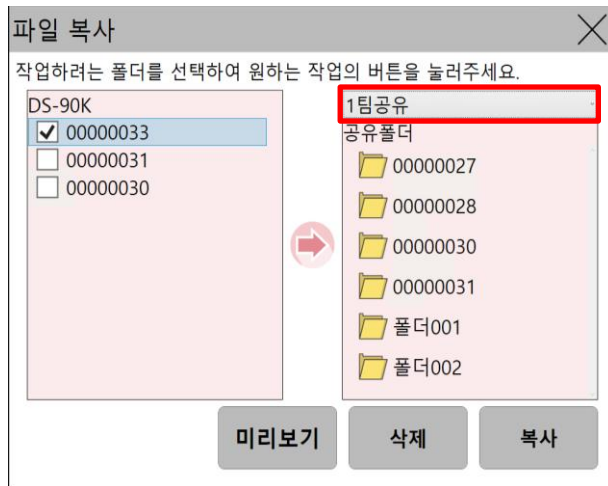 파일 복사
작업하려는 폴더를 선택하여 원하는 작업의 버튼을 눌러주세요.
DS-90K
00000033
00000031
00000030
1팀공유
공유폴더
00000027
00000028
00000030
00000031
폴더001
폴더002
미리보기
삭제
복사